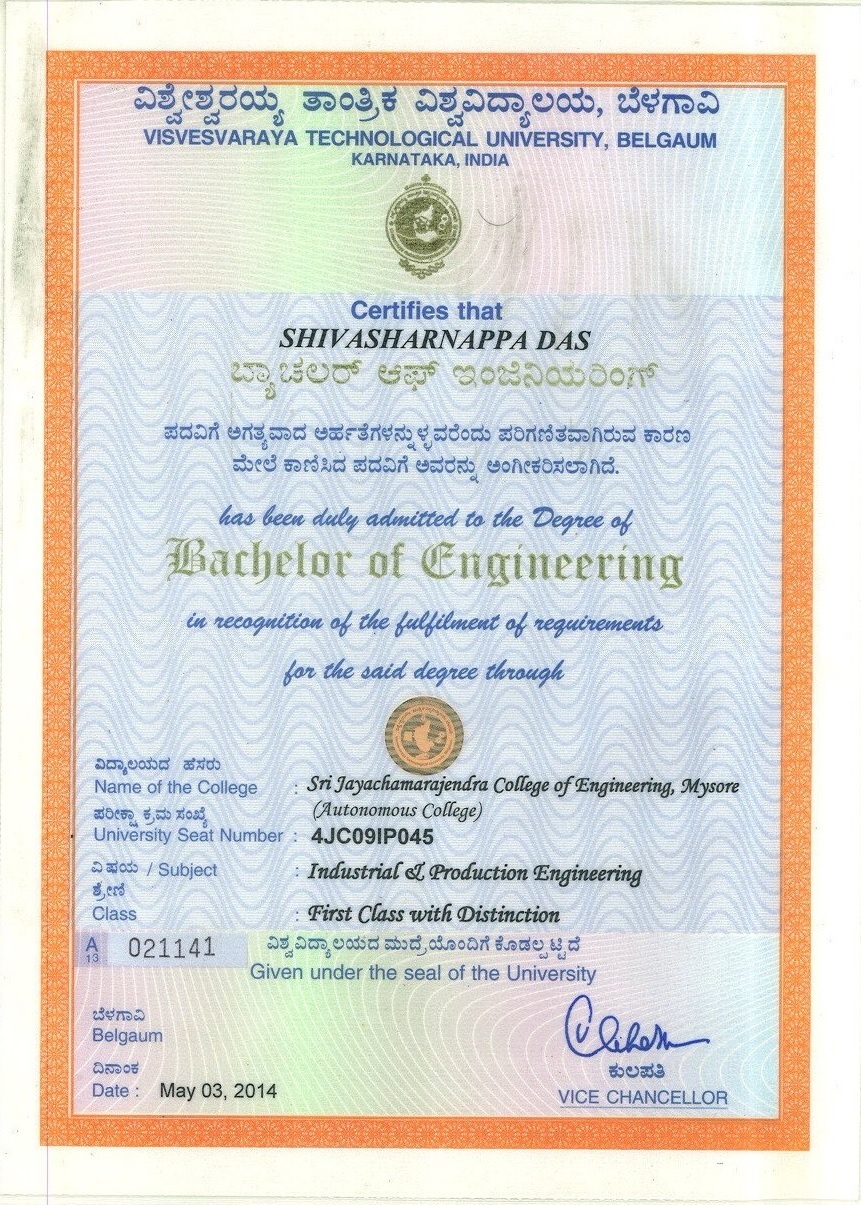 ವಿಶ್ವೇಶ್ವರಯ್ಯ ತಾಂತ್ರಿಕ ವಿಶ್ವವಿದ್ಯಾಲಯ, ಬೆಳಗಾವಿ
VISVESVARAYA TECHNOLOGICAL UNIVERSITY, BELGAUM
KARNATAKA, INDIA
Certifies that
SHIVASHARNAPPA DAS
ಬ್ಯಾಚಲರ್ ಆಫ್ ಇಂಜಿನಿಯರಿಂಗ್
ಪದವಿಗೆ ಅಗತ್ಯವಾದ ಅರ್ಹತೆಗಳನ್ನುಳ್ಳವರೆಂದು ಪರಿಗಣಿತವಾಗಿರುವ ಕಾರಣ
ಮೇಲೆ ಕಾಣಿಸಿದ ಪದವಿಗೆ ಅವರನ್ನು ಅಂಗೀಕರಿಸಲಾಗಿದೆ.
has been duly admitted to the Degree of
Bachelor of Engineering
in recognition of the fulfilment of requirements
for the said degree through
ವಿದ್ಯಾಲಯದ ಹೆಸರು
Name of the College : Sri Jayachamarajendra College of Engineering, Mysore
(Autonomous College)
ಪರೀಕ್ಷಾ ಕ್ರಮ ಸಂಖ್ಯೆ
University Seat Number : 4JC09IP045
ವಿಷಯ / Subject : Industrial & Production Engineering
ಶ್ರೇಣಿ
Class : First Class with Distinction
A 13 021141
ವಿಶ್ವವಿದ್ಯಾಲಯದ ಮುದ್ರೆಯೊಂದಿಗೆ ಕೊಡಲ್ಪಟ್ಟಿದೆ
Given under the seal of the University
ಬೆಳಗಾವಿ
Belgaum
ದಿನಾಂಕ
Date : May 03, 2014
ಕುಲಪತಿ
VICE CHANCELLOR